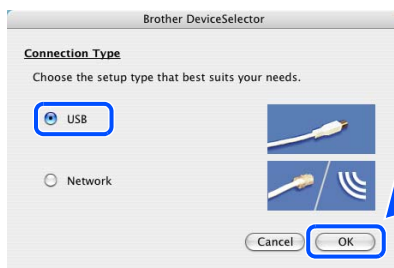 Brother DeviceSelector
Connection Type
Choose the setup type that best suits your needs.
USB
Network
Cancel OK